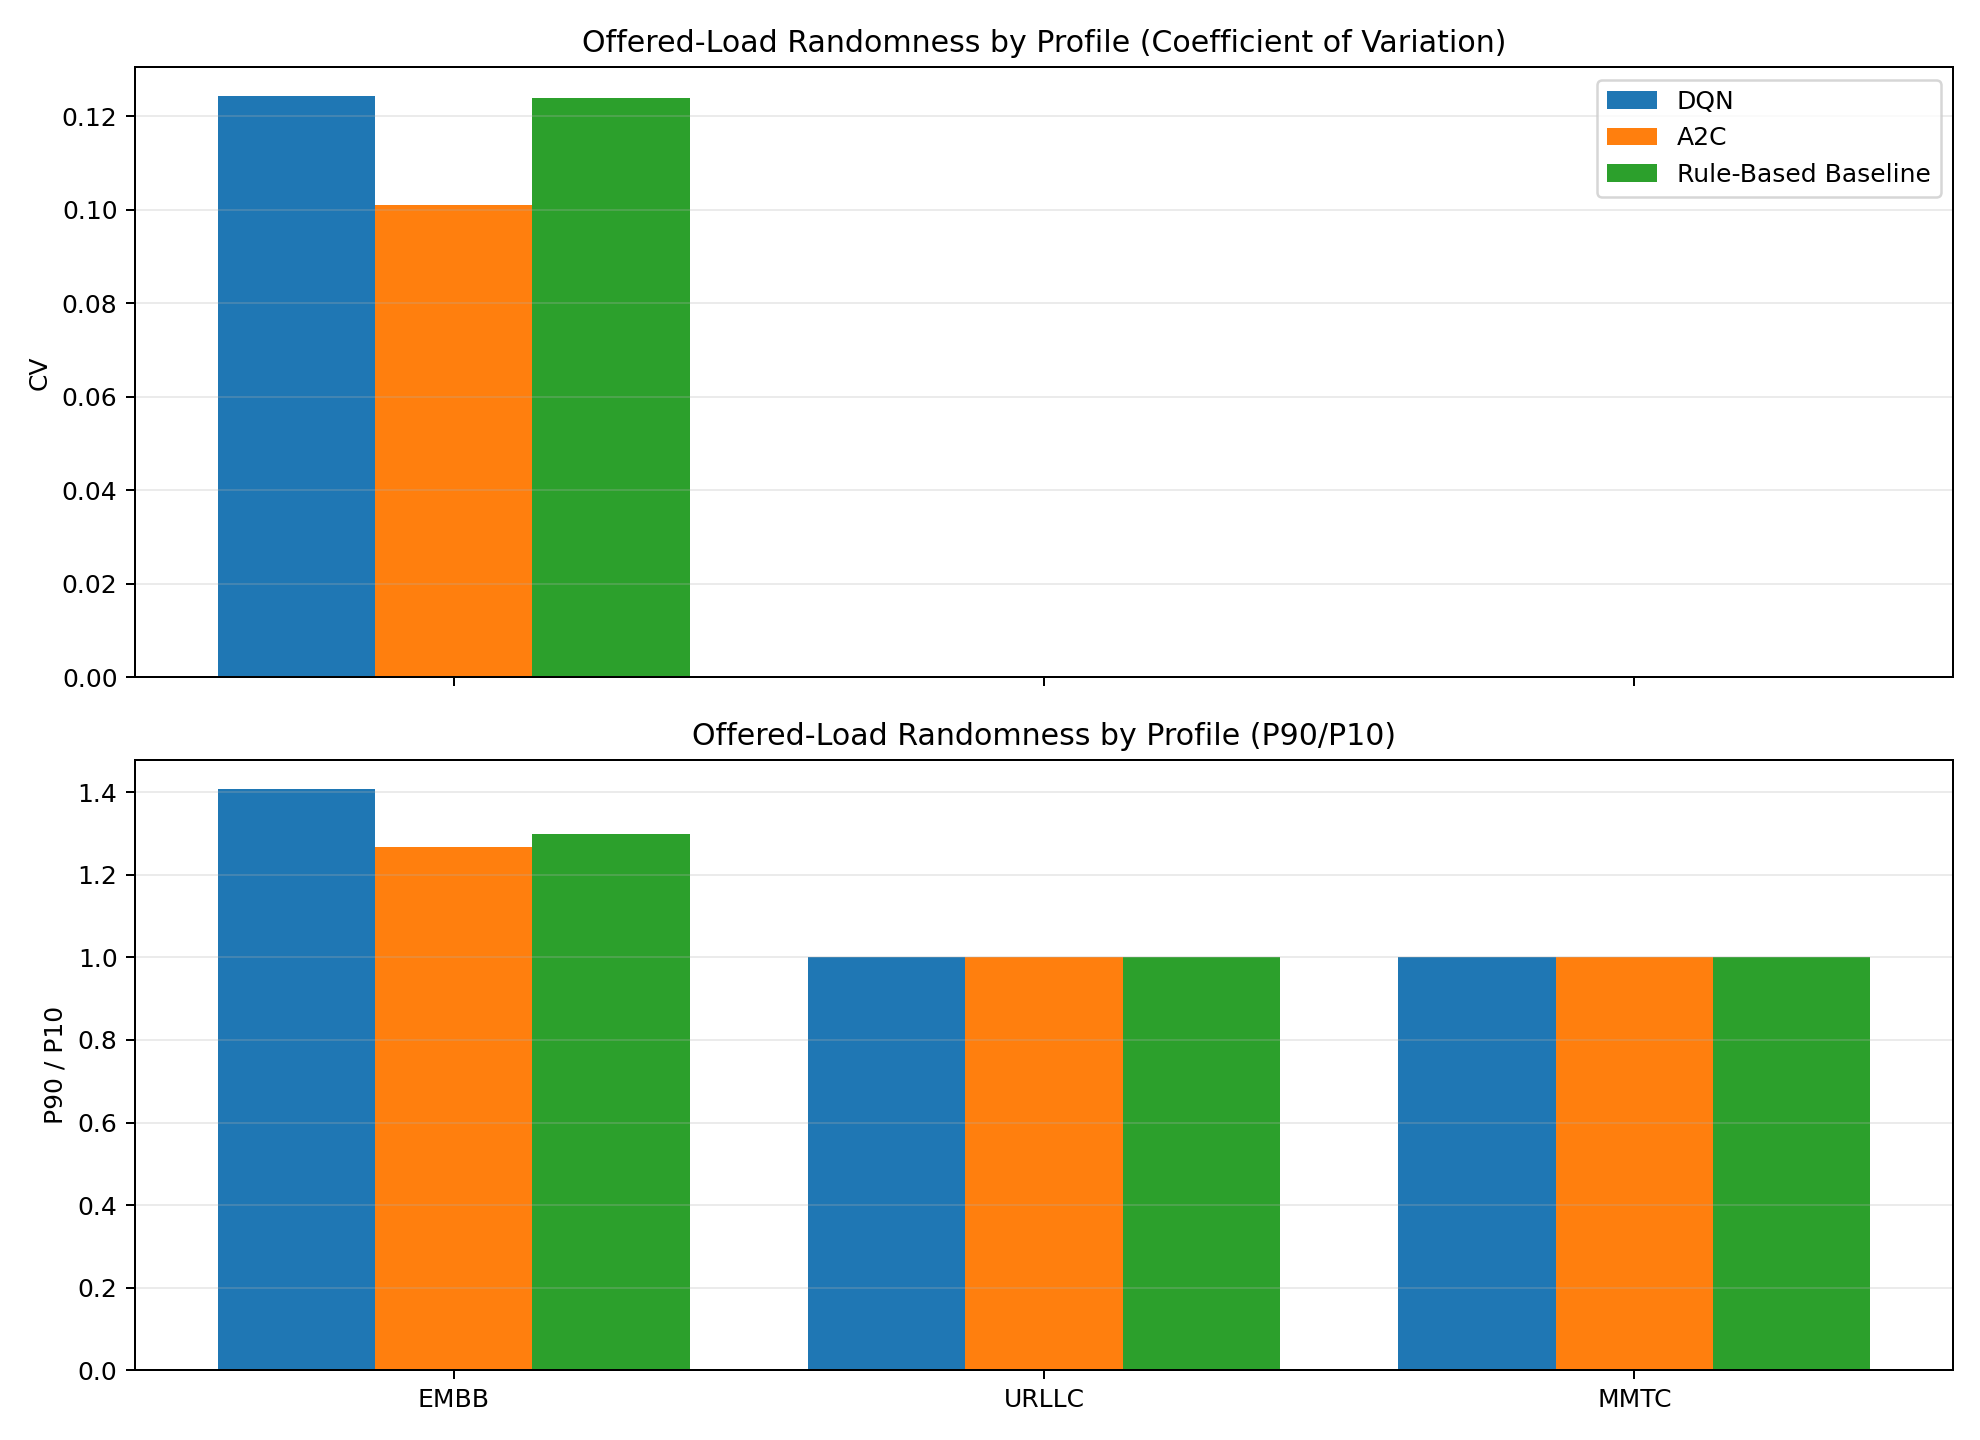 Offered-Load Randomness by Profile (Coefficient of Variation)
DQN
A2C
Rule-Based Baseline
CV
0.12
0.10
0.08
0.06
0.04
0.02
0.00
Offered-Load Randomness by Profile (P90/P10)
P90 / P10
1.4
1.2
1.0
0.8
0.6
0.4
0.2
0.0
EMBB URLLC MMTC